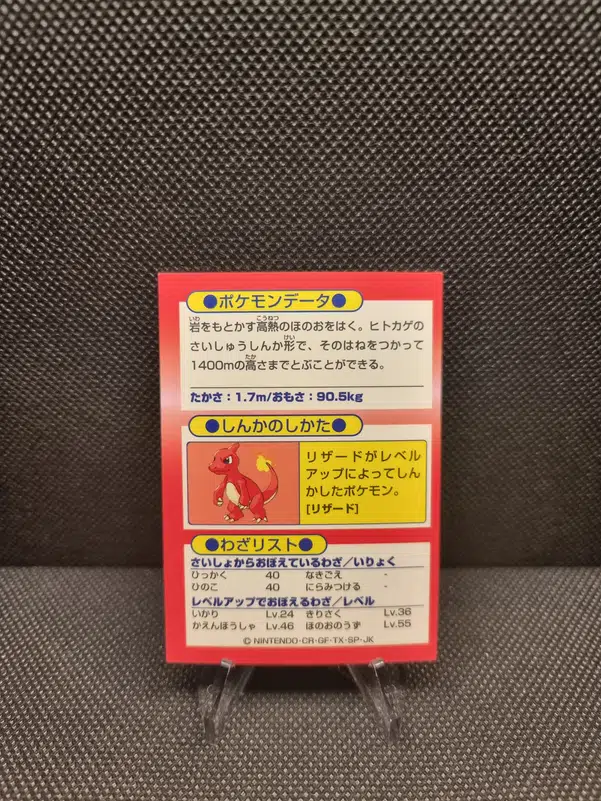 ●ポケモンデータ●
岩をもとかす高熱のほのおをはく。ヒトカゲの
さいしゅうしんか形で、そのはねをつかって
1400mの高さまでとぶことができる。
たかさ：1.7m/おもさ：90.5kg
●しんかのしかた●
リザードがレベル
アップによってしん
かしたポケモン。
[リザード]
●わざリスト●
さいしょからおぼえているわざ／いりょく
ひっかく 40 なきごえ -
ひのこ 40 にらみつける -
レベルアップでおぼえるわざ／レベル
いかり Lv.24 きりさく Lv.36
かえんほうしゃ Lv.46 ほのおのうず Lv.55
©NINTENDO・CR・GF・TX・SP・JK